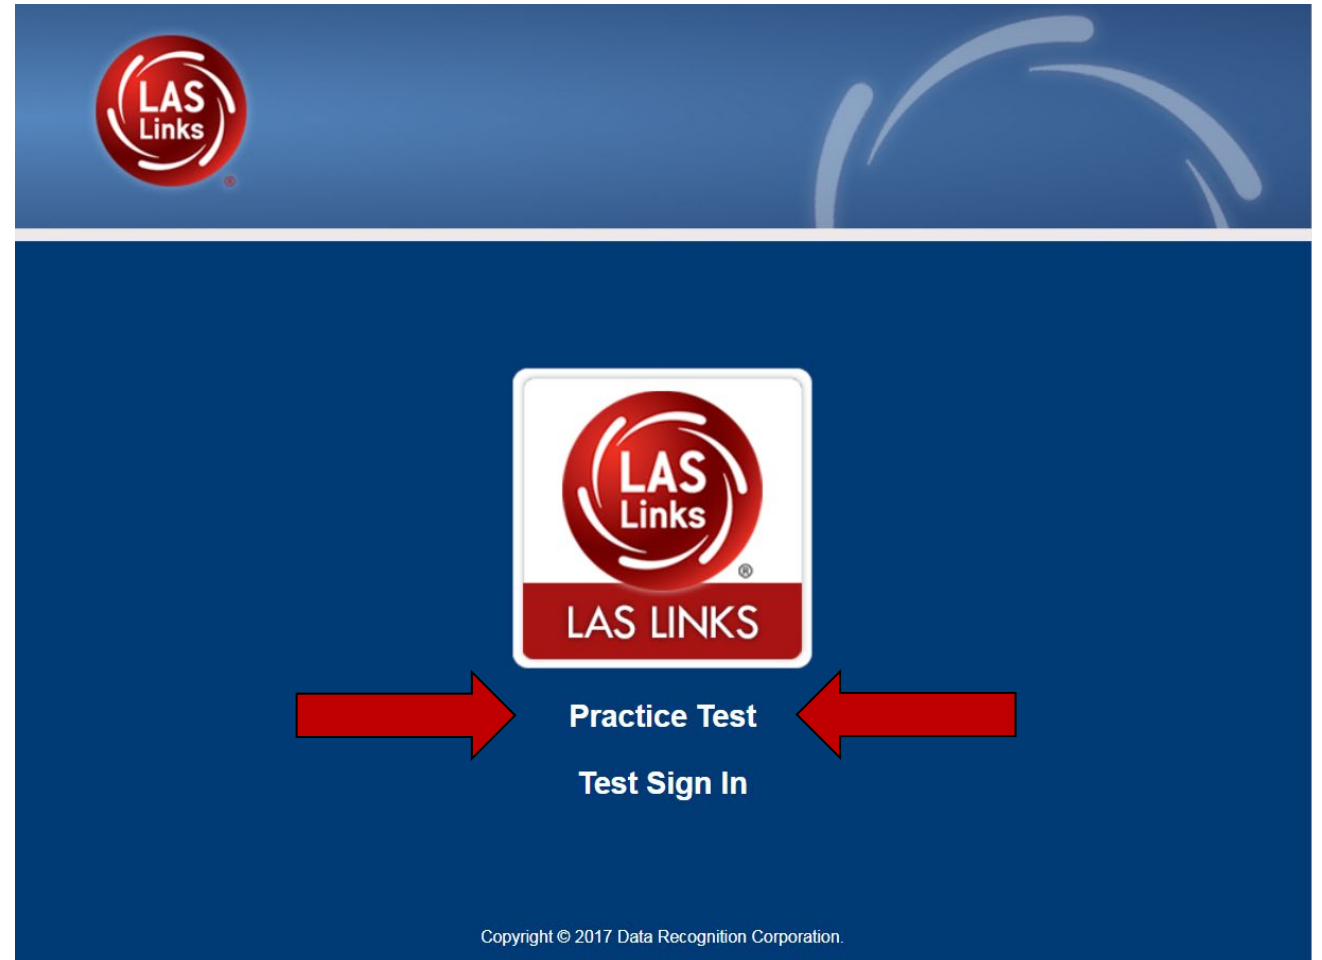 LAS
Links
®
LAS
Links
®
LAS LINKS
Practice Test
Test Sign In
Copyright © 2017 Data Recognition Corporation.